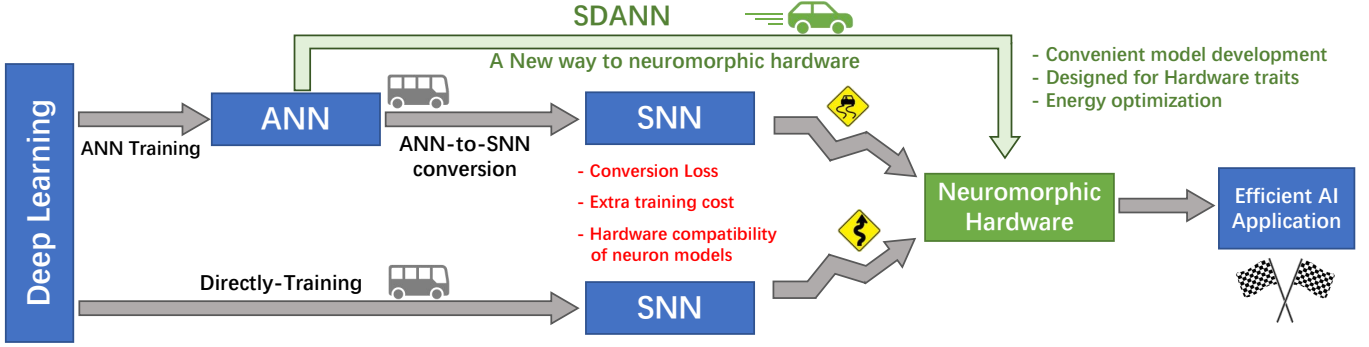 SDANN
A New way to neuromorphic hardware
- Convenient model development
- Designed for Hardware traits
- Energy optimization
Deep Learning
ANN Training
ANN
ANN-to-SNN
conversion
SNN
- Conversion Loss
- Extra training cost
- Hardware compatibility
of neuron models
Directly-Training
SNN
Neuromorphic
Hardware
Efficient AI
Application